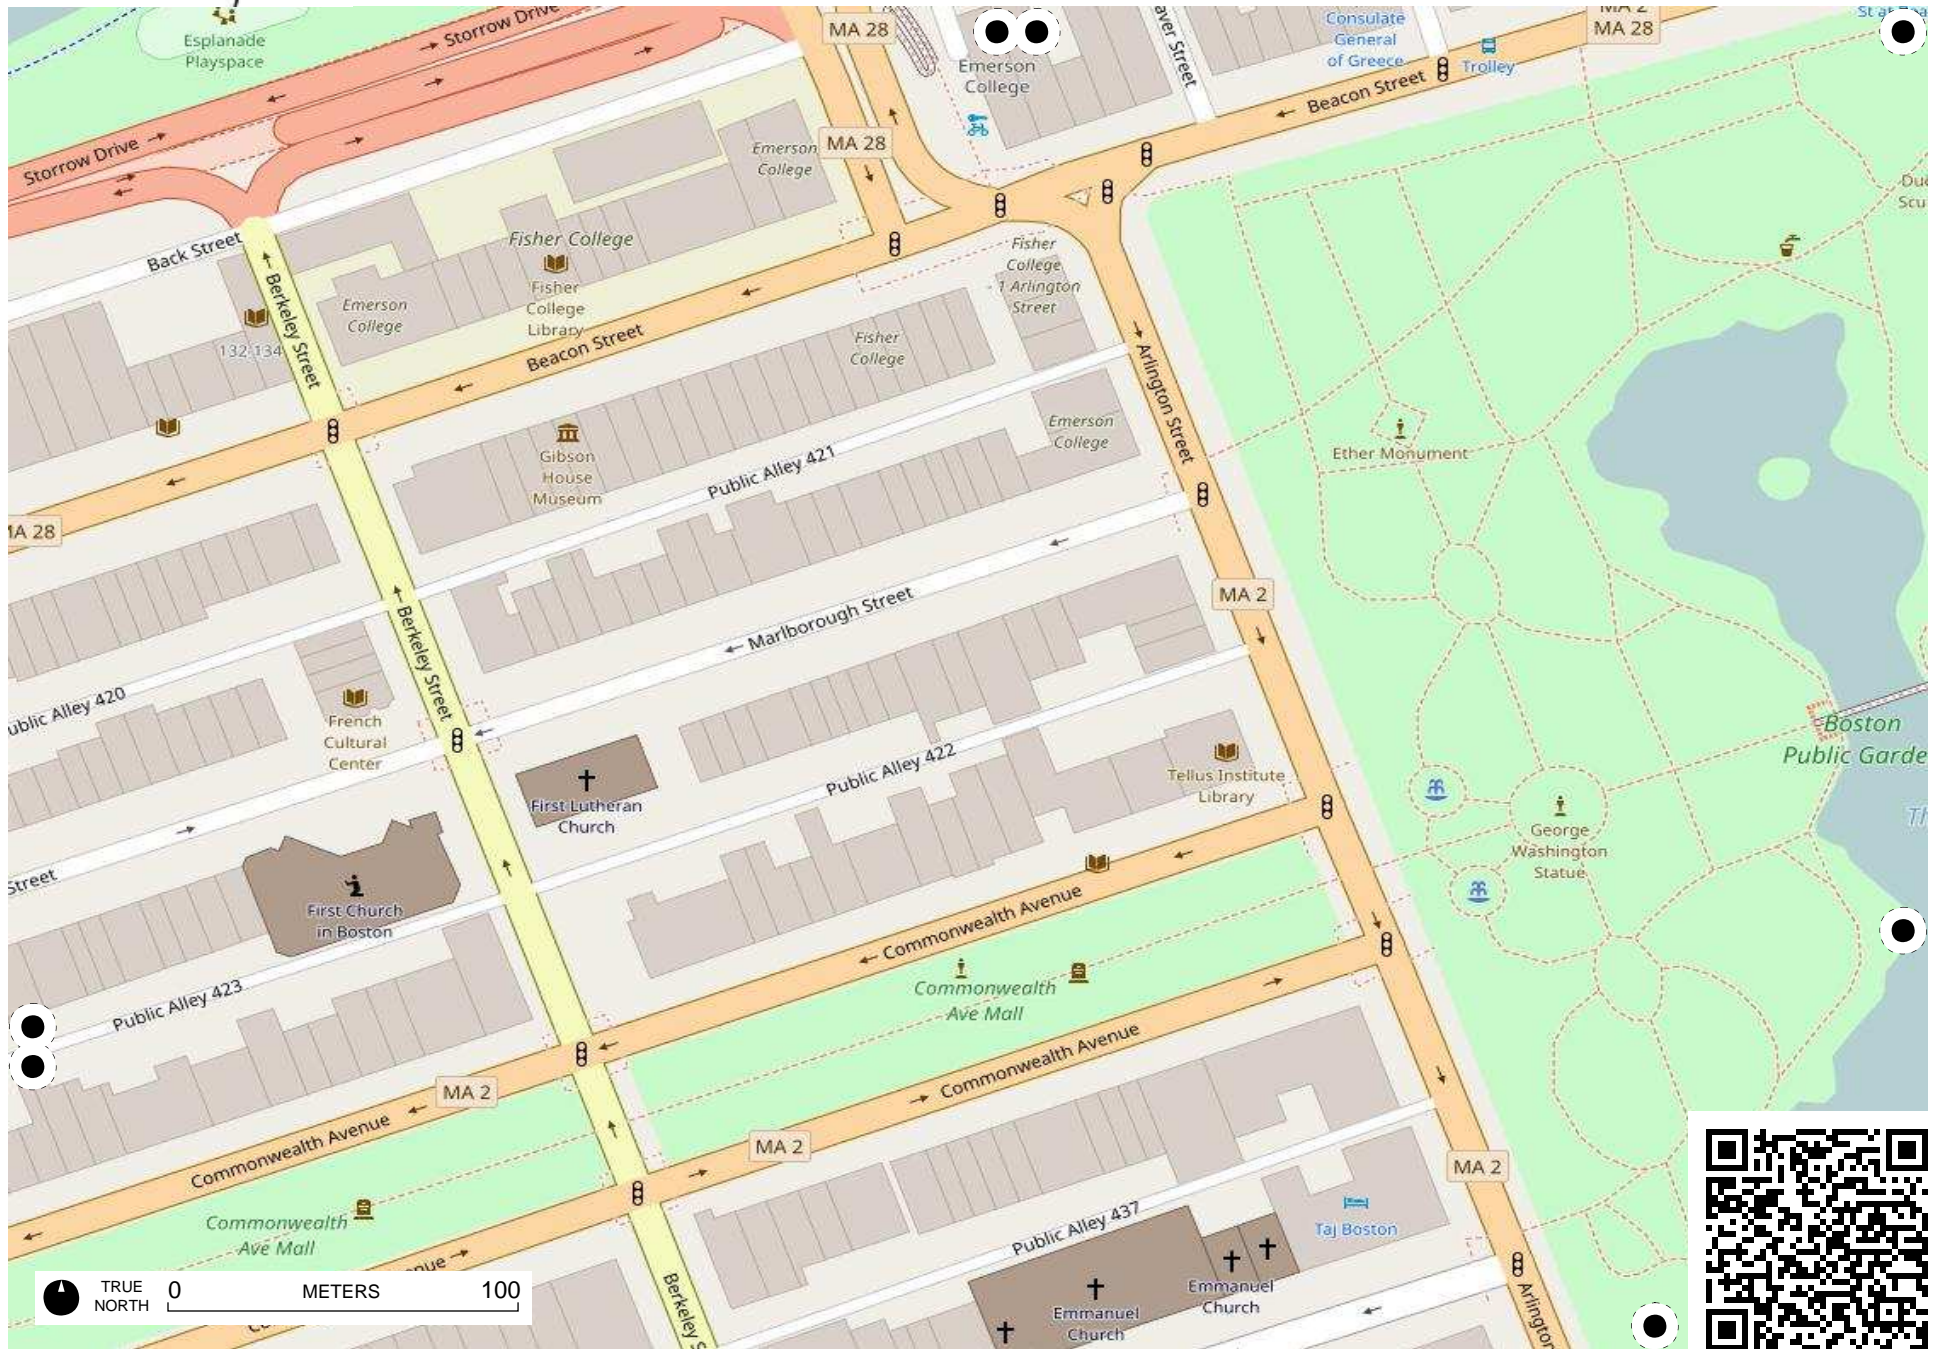 Esplanade
Playspace
Storrow Drive
MA 28
Emerson
College
Consulate
General
of Greece
Trolley
MA 2
MA 28
Beacon Street
Storrow Drive
MA 28
Emerson
College
Back Street
Fisher College
Fisher
College
Library
Emerson
College
132-134
Berkeley Street
Beacon Street
Fisher
College
1 Arlington
Street
Fisher
College
Arlington Street
Emerson
College
Ether Monument
Gibson
House
Museum
Public Alley 421
MA 28
Berkeley Street
Marlborough Street
MA 2
Alley 420
French
Cultural
Center
First Lutheran
Church
Public Alley 422
Tellus Institute
Library
Boston
Public
George
Washington
Statue
Street
First Church
in Boston
Commonwealth Avenue
Commonwealth
Ave Mall
Public Alley 423
Commonwealth Avenue
MA 2
Commonwealth Avenue
MA 2
MA 2
Commonwealth
Ave Mall
Public Alley 437
Taj Boston
Emmanuel
Church
Emmanuel
Church
Berkeley
Arlington
TRUE
NORTH
0 METERS 100